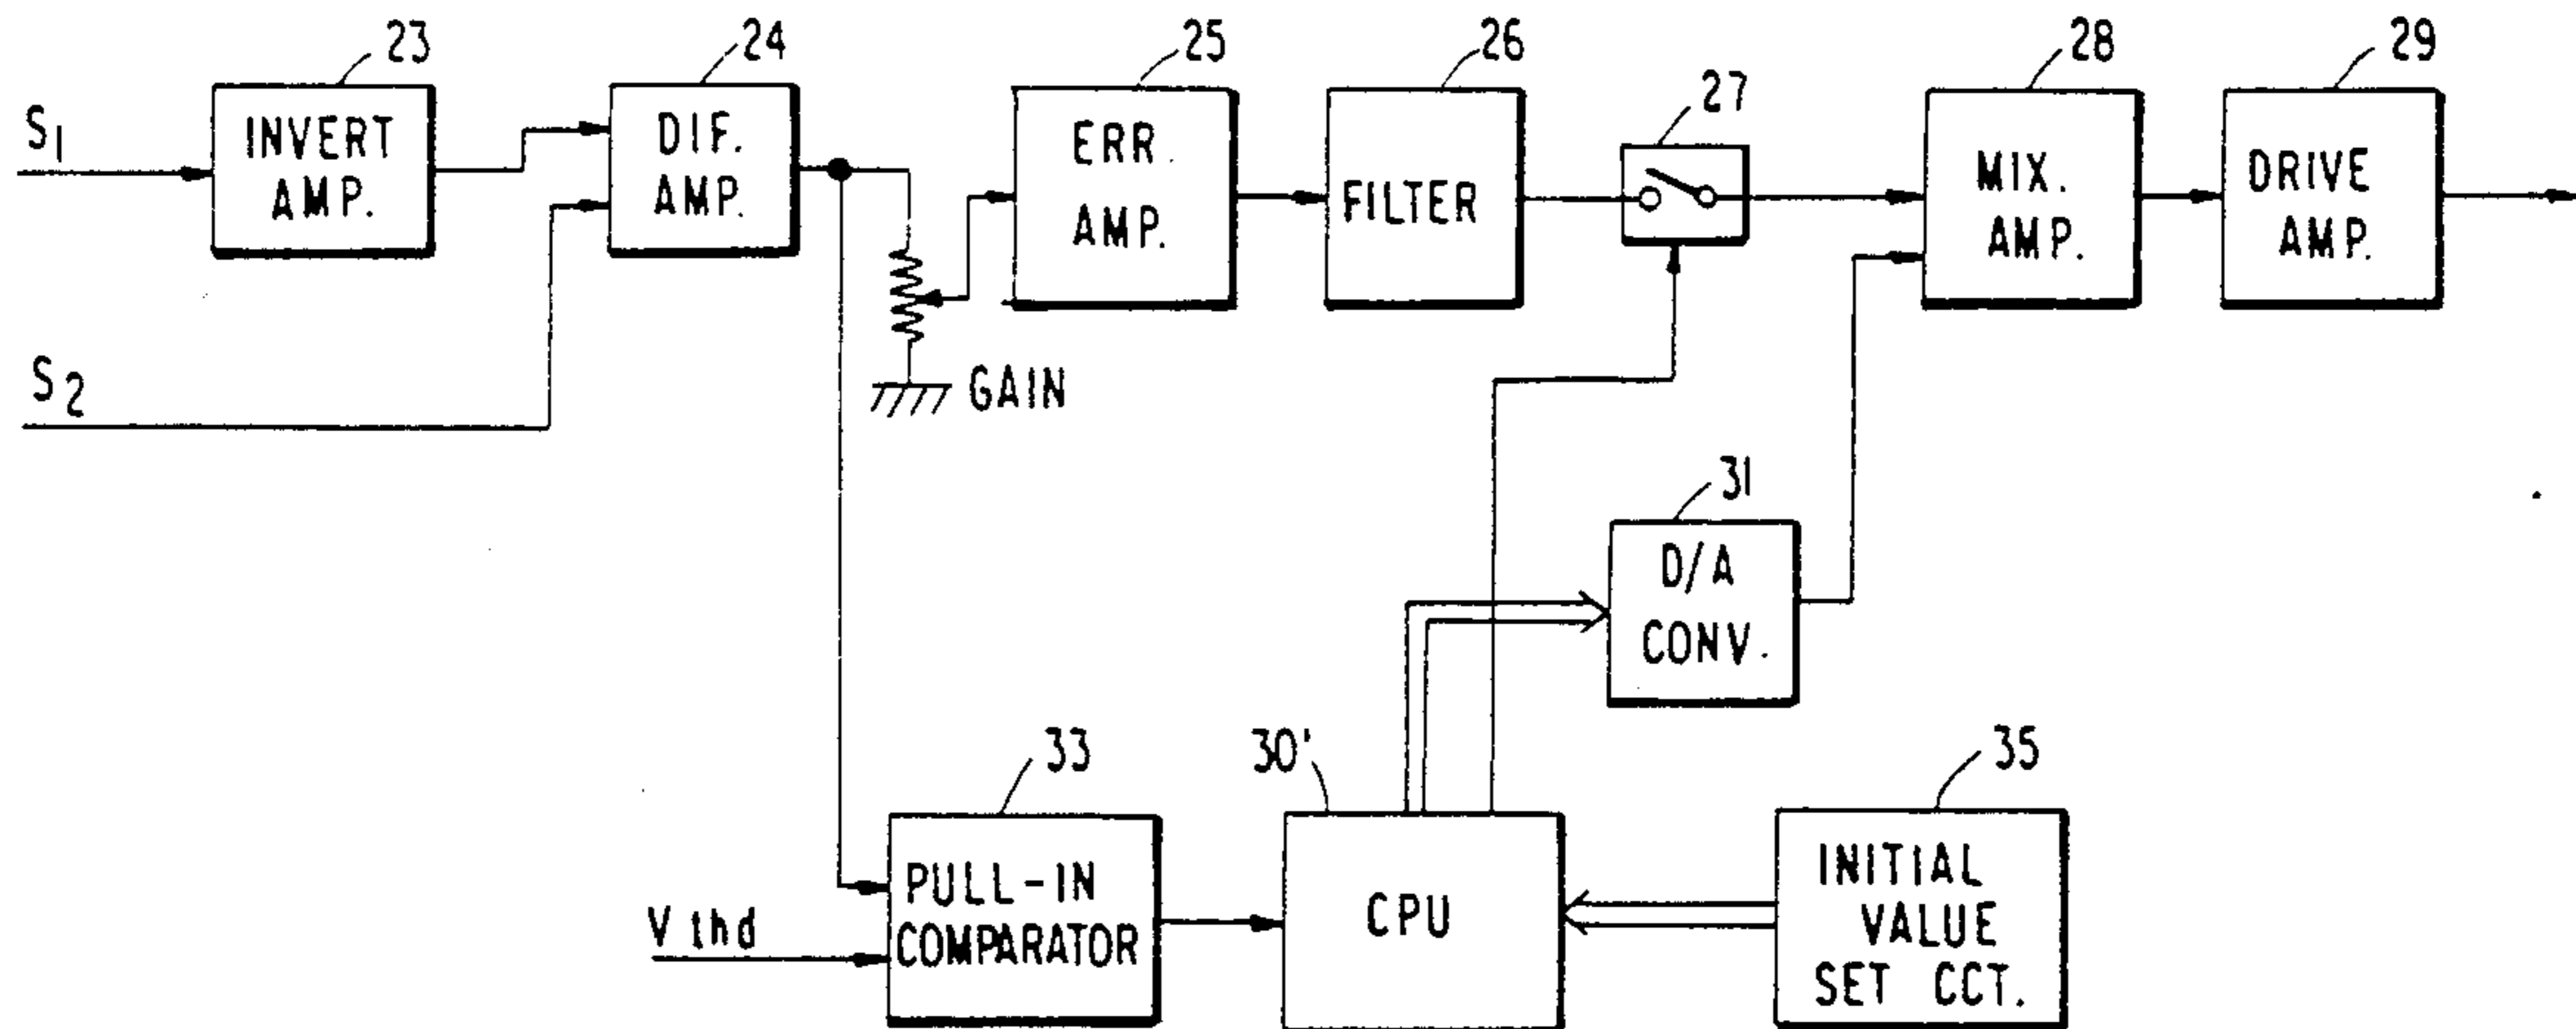 23
24
25
26
27
28
29
S1
INVERT
AMP.
DIF.
AMP.
ERR.
AMP.
FILTER
MIX.
AMP.
DRIVE
AMP.
S2
GAIN
31
D/A
CONV.
33
30'
35
PULL-IN
COMPARATOR
Vthd
CPU
INITIAL
VALUE
SET CCT.